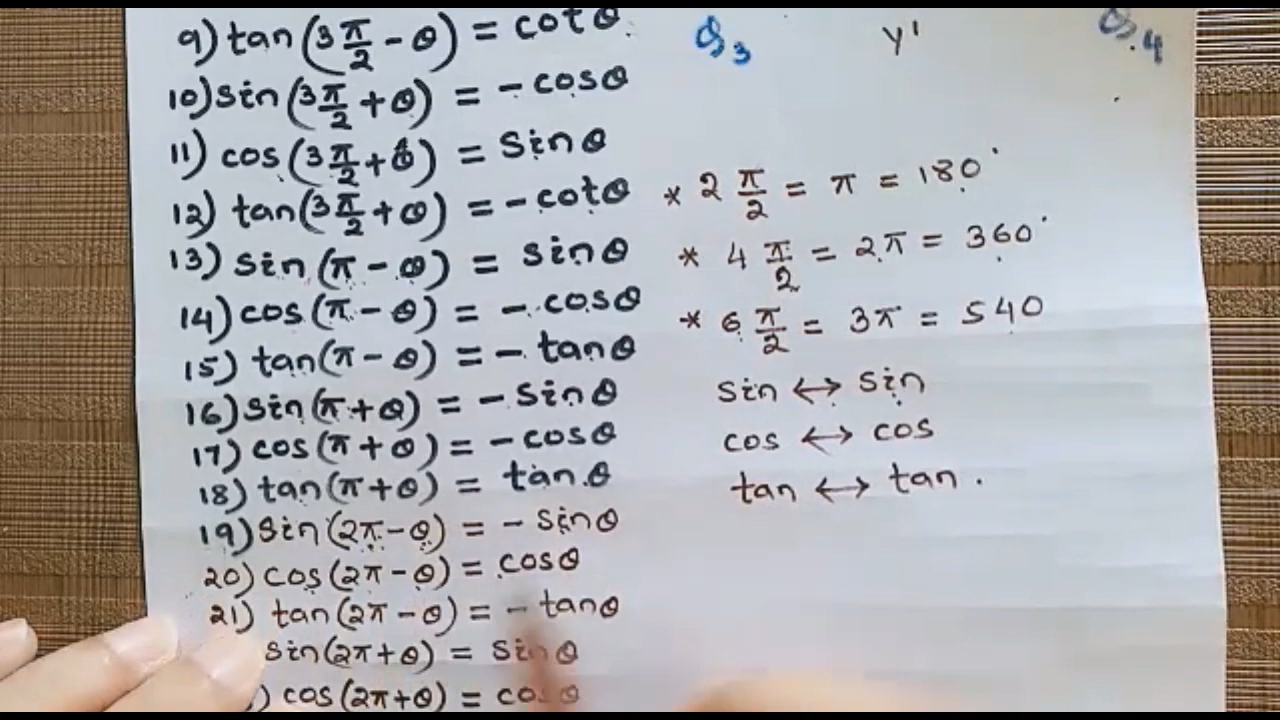 9) tan(3π/2 - θ) = cotθ.
10) sin(3π/2 + θ) = - cosθ
11) cos(3π/2 + θ) = sinθ
12) tan(3π/2 + θ) = - cotθ
13) sin(π - θ) = sinθ
14) cos(π - θ) = - cosθ
15) tan(π - θ) = - tanθ
16) sin(π + θ) = - sinθ
17) cos(π + θ) = - cosθ
18) tan(π + θ) = tanθ
19) sin(2π - θ) = - sinθ
20) cos(2π - θ) = cosθ
21) tan(2π - θ) = - tanθ
sin(2π + θ) = sinθ
) cos(2π + θ) = cosθ
Q3
Y'
Q4
* 2 π/2 = π = 180°
* 4 π/2 = 2π = 360°
* 6 π/2 = 3π = 540
sin ↔ sin
cos ↔ cos
tan ↔ tan.